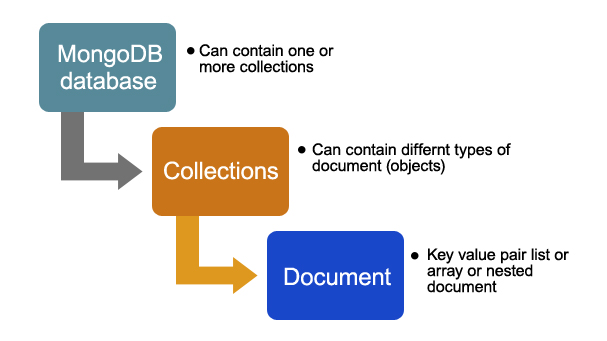 MongoDB
database
● Can contain one or
more collections
Collections
● Can contain differnt types of
document (objects)
Document
● Key value pair list or
array or nested
document